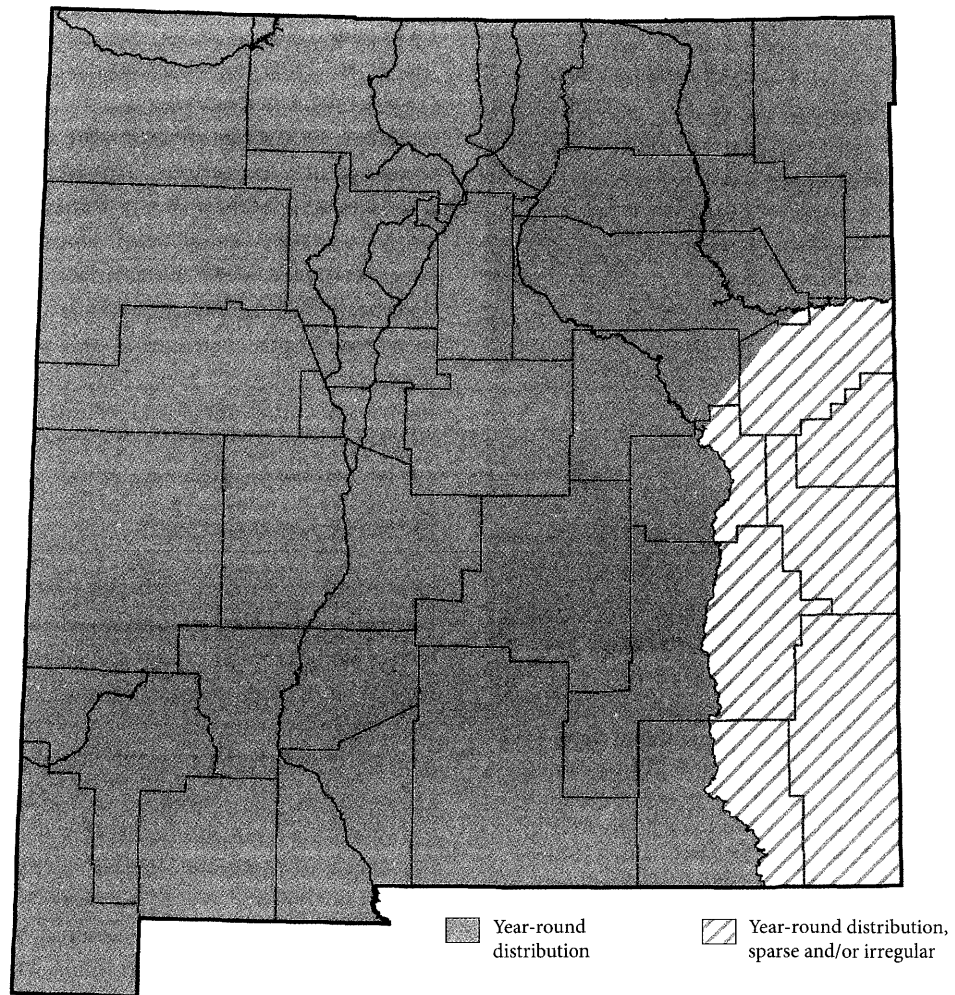 Year-round
distribution
Year-round distribution,
sparse and/or irregular